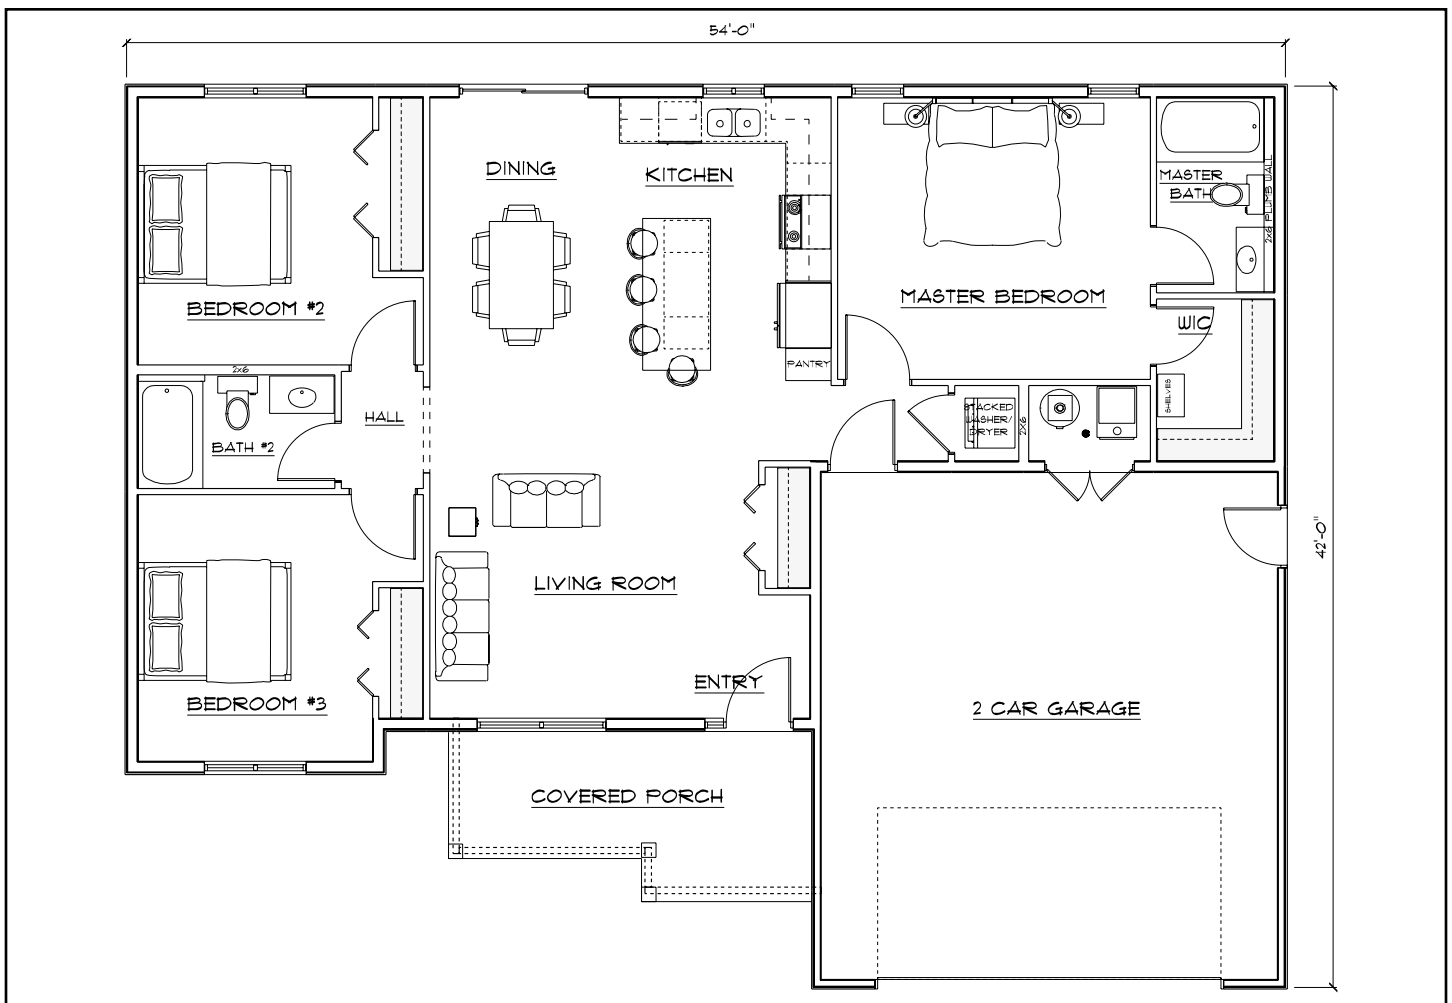 54'-0"
DINING
KITCHEN
MASTER
BATH
2x6 PLUMB WALL
BEDROOM #2
MASTER BEDROOM
WIC
PANTRY
2x6
SHELVES
HALL
STACKED
WASHER/
DRYER
2X6
BATH #2
42'-0"
LIVING ROOM
ENTRY
BEDROOM #3
2 CAR GARAGE
COVERED PORCH